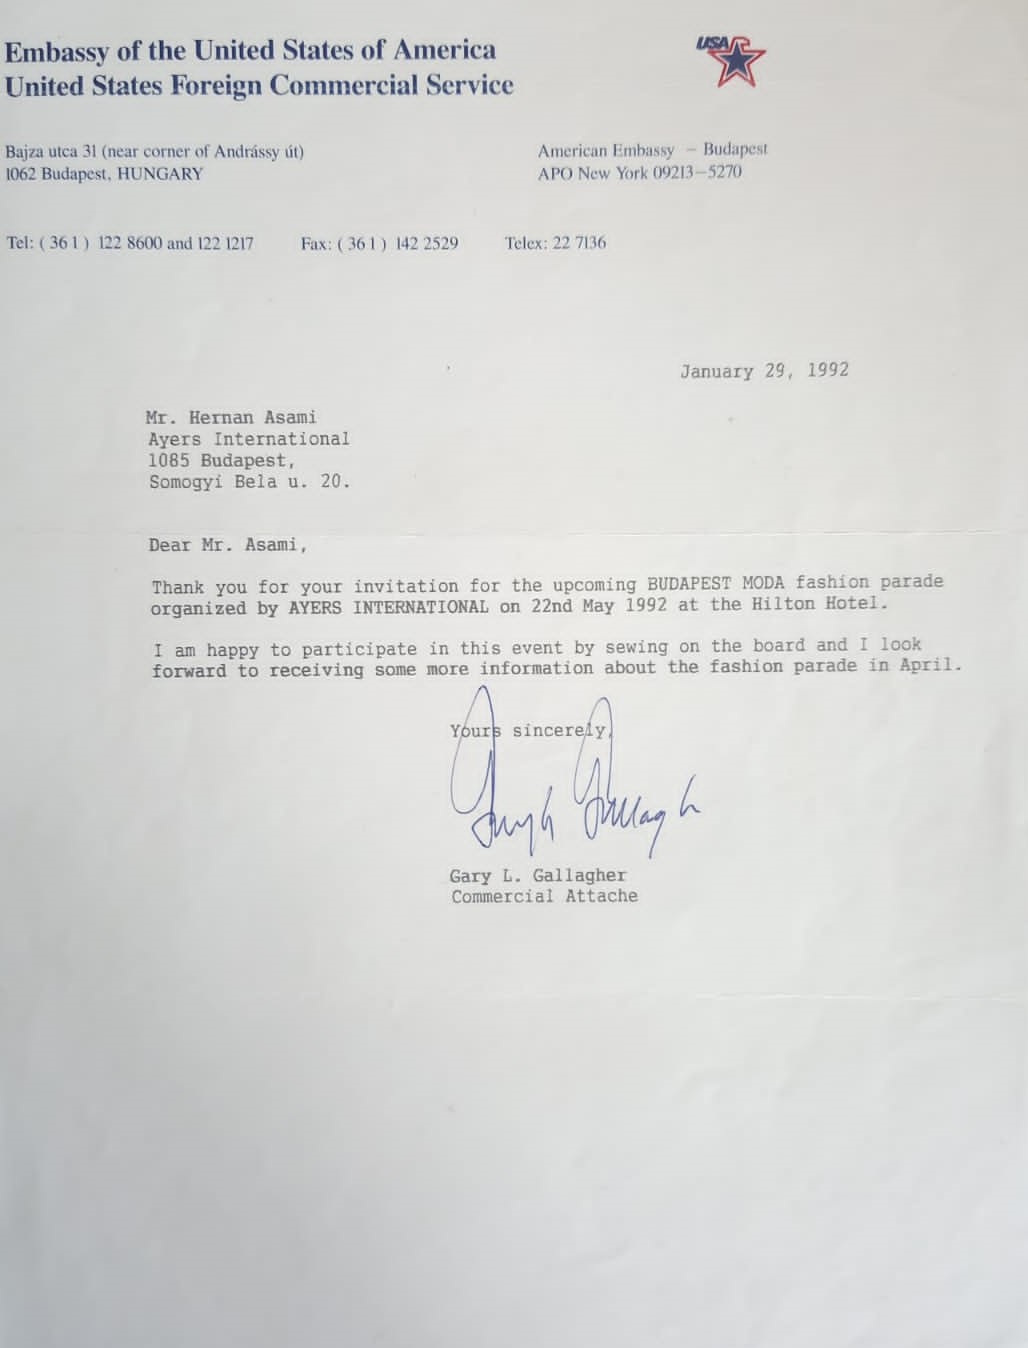 Embassy of the United States of America
United States Foreign Commercial Service
USA
Bajza utca 31 (near corner of Andrássy út)
1062 Budapest, HUNGARY
American Embassy – Budapest
APO New York 09213–5270
Tel: ( 36 1 ) 122 8600 and 122 1217 Fax: ( 36 1 ) 142 2529 Telex: 22 7136
January 29, 1992
Mr. Hernan Asami
Ayers International
1085 Budapest,
Somogyi Bela u. 20.
Dear Mr. Asami,
Thank you for your invitation for the upcoming BUDAPEST MODA fashion parade
organized by AYERS INTERNATIONAL on 22nd May 1992 at the Hilton Hotel.
I am happy to participate in this event by sewing on the board and I look
forward to receiving some more information about the fashion parade in April.
Yours sincerely,
Gary L. Gallagher
Commercial Attache